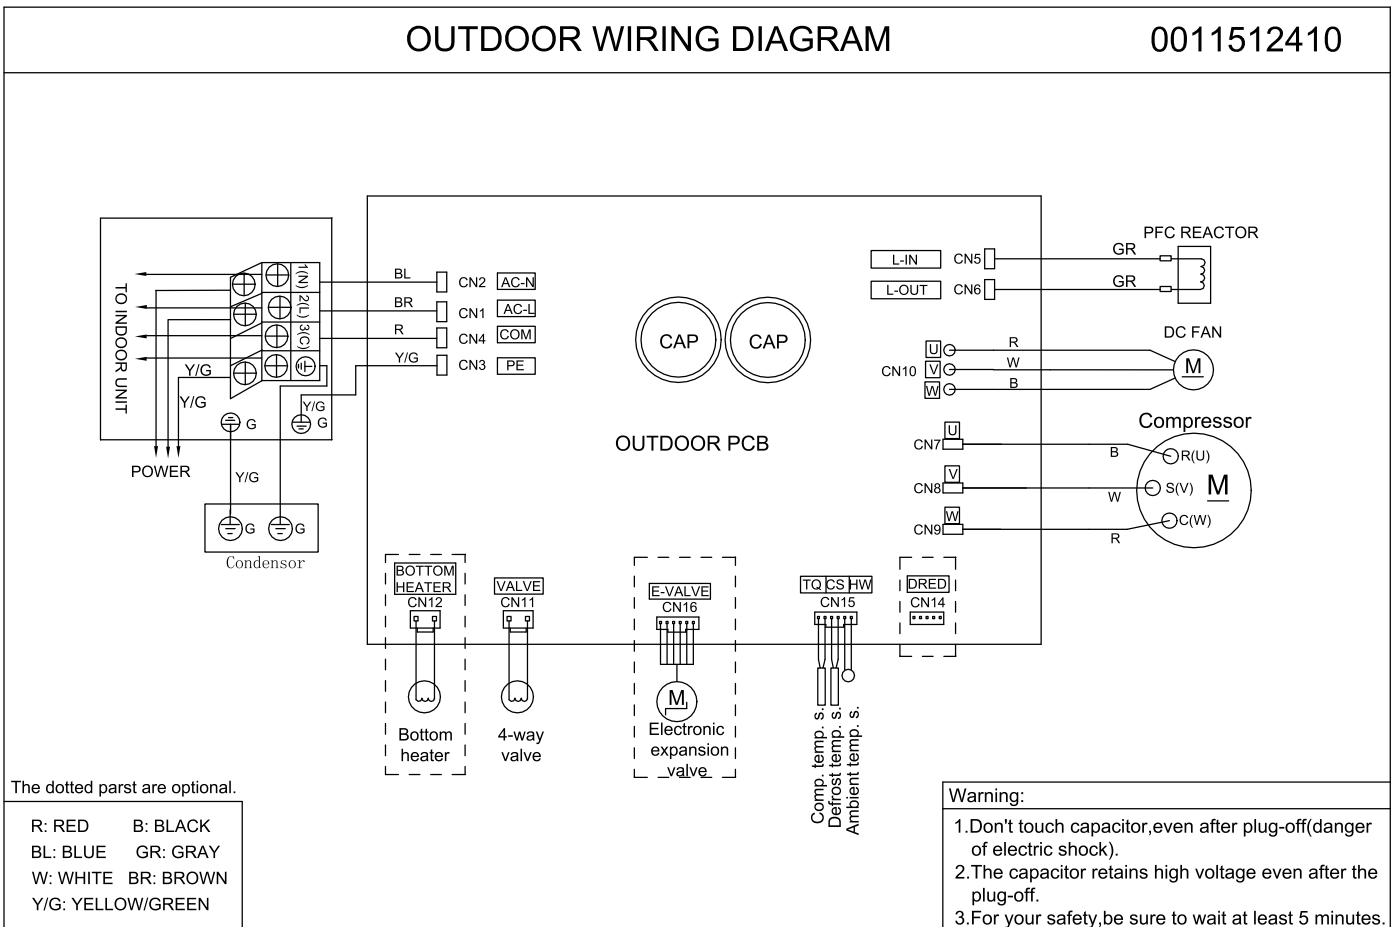 OUTDOOR WIRING DIAGRAM
0011512410
TO INDOOR UNIT
1(N)
2(L)
3(C)
Y/G
Y/G
Y/G
G
G
POWER
Y/G
G
G
Condensor
BL
CN2
AC-N
BR
CN1
AC-L
R
CN4
COM
Y/G
CN3
PE
CAP
CAP
OUTDOOR PCB
L-IN
CN5
GR
L-OUT
CN6
GR
PFC REACTOR
DC FAN
CN10
U
R
V
W
W
B
M
Compressor
U
CN7
B
R(U)
V
CN8
W
S(V)
M
W
CN9
R
C(W)
BOTTOM
HEATER
CN12
Bottom
heater
VALVE
CN11
4-way
valve
E-VALVE
CN16
M
Electronic
expansion
valve
TQ CS HW
CN15
Comp. temp. s.
Defrost temp. s.
Ambient temp. s.
DRED
CN14
The dotted parst are optional.
R: RED B: BLACK
BL: BLUE GR: GRAY
W: WHITE BR: BROWN
Y/G: YELLOW/GREEN
Warning:
1.Don't touch capacitor,even after plug-off(danger
of electric shock).
2.The capacitor retains high voltage even after the
plug-off.
3.For your safety,be sure to wait at least 5 minutes.